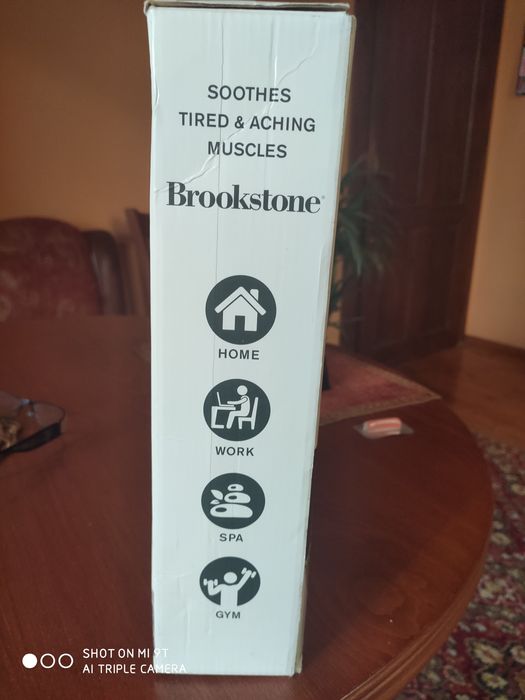 SOOTHES
TIRED & ACHING
MUSCLES
Brookstone®
HOME
WORK
SPA
GYM
SHOT ON MI 9T
AI TRIPLE CAMERA